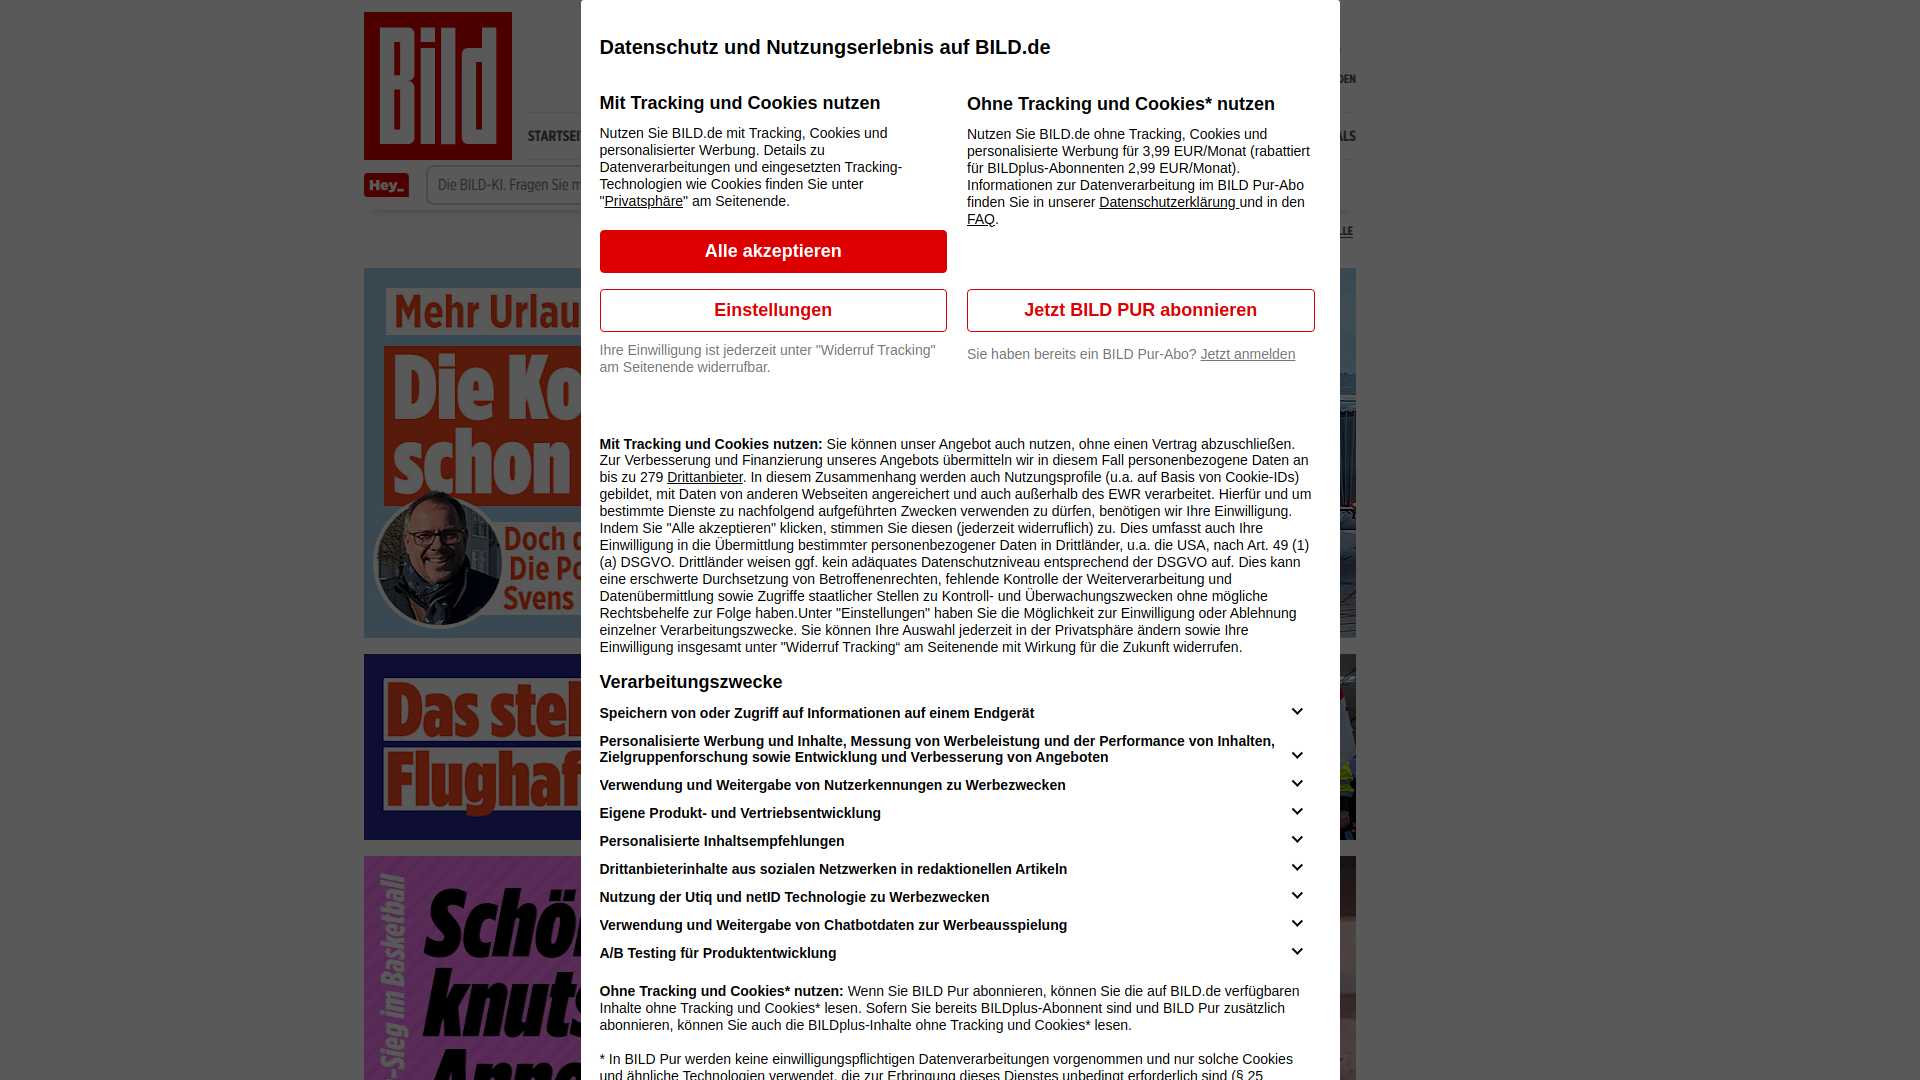 Bild
DEN
STARTSEI
ALS
Hey_
Die BILD-KI. Fragen Sie m
LLE
Mehr Urlau
Die Ko
schon
Doch d
Die Po
Svens
Das stel
Flughaf
-Sieg im Basketball
Schö
knuts
Datenschutz und Nutzungserlebnis auf BILD.de
Mit Tracking und Cookies nutzen
Nutzen Sie BILD.de mit Tracking, Cookies und
personalisierter Werbung. Details zu
Datenverarbeitungen und eingesetzten Tracking-
Technologien wie Cookies finden Sie unter
"Privatsphäre" am Seitenende.
Alle akzeptieren
Einstellungen
Ihre Einwilligung ist jederzeit unter "Widerruf Tracking"
am Seitenende widerrufbar.
Ohne Tracking und Cookies* nutzen
Nutzen Sie BILD.de ohne Tracking, Cookies und
personalisierte Werbung für 3,99 EUR/Monat (rabattiert
für BILDplus-Abonnenten 2,99 EUR/Monat).
Informationen zur Datenverarbeitung im BILD Pur-Abo
finden Sie in unserer Datenschutzerklärung und in den
FAQ.
Jetzt BILD PUR abonnieren
Sie haben bereits ein BILD Pur-Abo? Jetzt anmelden
Mit Tracking und Cookies nutzen: Sie können unser Angebot auch nutzen, ohne einen Vertrag abzuschließen.
Zur Verbesserung und Finanzierung unseres Angebots übermitteln wir in diesem Fall personenbezogene Daten an
bis zu 279 Drittanbieter. In diesem Zusammenhang werden auch Nutzungsprofile (u.a. auf Basis von Cookie-IDs)
gebildet, mit Daten von anderen Webseiten angereichert und auch außerhalb des EWR verarbeitet. Hierfür und um
bestimmte Dienste zu nachfolgend aufgeführten Zwecken verwenden zu dürfen, benötigen wir Ihre Einwilligung.
Indem Sie "Alle akzeptieren" klicken, stimmen Sie diesen (jederzeit widerruflich) zu. Dies umfasst auch Ihre
Einwilligung in die Übermittlung bestimmter personenbezogener Daten in Drittländer, u.a. die USA, nach Art. 49 (1)
(a) DSGVO. Drittländer weisen ggf. kein adäquates Datenschutzniveau entsprechend der DSGVO auf. Dies kann
eine erschwerte Durchsetzung von Betroffenenrechten, fehlende Kontrolle der Weiterverarbeitung und
Datenübermittlung sowie Zugriffe staatlicher Stellen zu Kontroll- und Überwachungszwecken ohne mögliche
Rechtsbehelfe zur Folge haben.Unter "Einstellungen" haben Sie die Möglichkeit zur Einwilligung oder Ablehnung
einzelner Verarbeitungszwecke. Sie können Ihre Auswahl jederzeit in der Privatsphäre ändern sowie Ihre
Einwilligung insgesamt unter "Widerruf Tracking“ am Seitenende mit Wirkung für die Zukunft widerrufen.
Verarbeitungszwecke
Speichern von oder Zugriff auf Informationen auf einem Endgerät
Personalisierte Werbung und Inhalte, Messung von Werbeleistung und der Performance von Inhalten,
Zielgruppenforschung sowie Entwicklung und Verbesserung von Angeboten
Verwendung und Weitergabe von Nutzerkennungen zu Werbezwecken
Eigene Produkt- und Vertriebsentwicklung
Personalisierte Inhaltsempfehlungen
Drittanbieterinhalte aus sozialen Netzwerken in redaktionellen Artikeln
Nutzung der Utiq und netID Technologie zu Werbezwecken
Verwendung und Weitergabe von Chatbotdaten zur Werbeausspielung
A/B Testing für Produktentwicklung
Ohne Tracking und Cookies* nutzen: Wenn Sie BILD Pur abonnieren, können Sie die auf BILD.de verfügbaren
Inhalte ohne Tracking und Cookies* lesen. Sofern Sie bereits BILDplus-Abonnent sind und BILD Pur zusätzlich
abonnieren, können Sie auch die BILDplus-Inhalte ohne Tracking und Cookies* lesen.
* In BILD Pur werden keine einwilligungspflichtigen Datenverarbeitungen vorgenommen und nur solche Cookies
und ähnliche Technologien verwendet, die zur Erbringung dieses Dienstes unbedingt erforderlich sind (§ 25